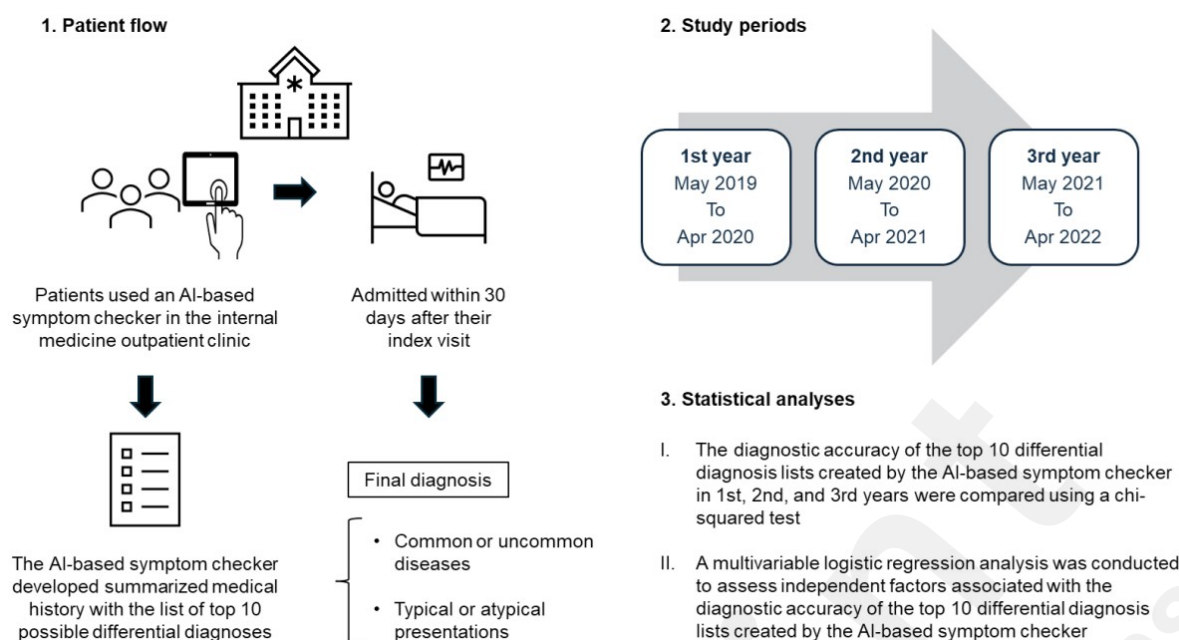 1. Patient flow
Patients used an AI-based
symptom checker in the internal
medicine outpatient clinic
Admitted within 30
days after their
index visit
The AI-based symptom checker
developed summarized medical
history with the list of top 10
possible differential diagnoses
Final diagnosis
• Common or uncommon
diseases
• Typical or atypical
presentations
2. Study periods
1st year
May 2019
To
Apr 2020
2nd year
May 2020
To
Apr 2021
3rd year
May 2021
To
Apr 2022
3. Statistical analyses
I. The diagnostic accuracy of the top 10 differential
diagnosis lists created by the AI-based symptom checker
in 1st, 2nd, and 3rd years were compared using a chi-
squared test
II. A multivariable logistic regression analysis was conducted
to assess independent factors associated with the
diagnostic accuracy of the top 10 differential diagnosis
lists created by the AI-based symptom checker